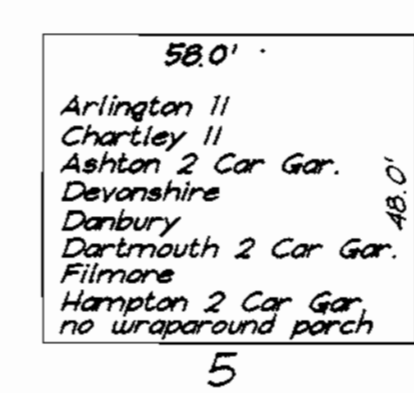 58.0'
Arlington II
Chartley II
Ashton 2 Car Gar.
Devonshire
Danbury
Dartmouth 2 Car Gar.
Filmore
Hampton 2 Car Gar.
no wraparound porch
48.0'
5